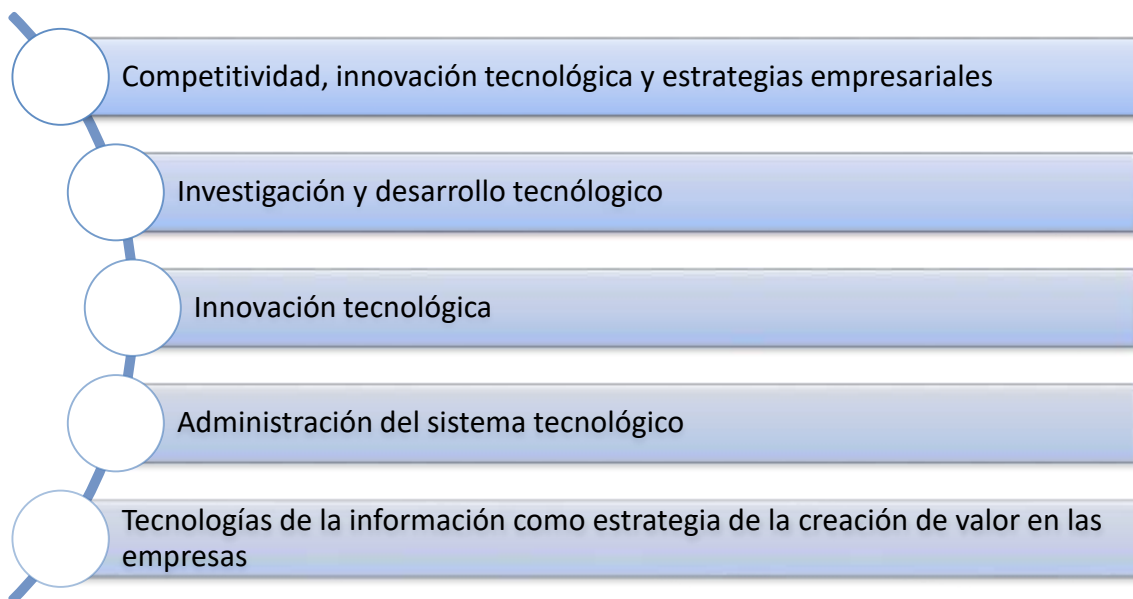 Competitividad, innovación tecnológica y estrategias empresariales
Investigación y desarrollo tecnólogico
Innovación tecnológica
Administración del sistema tecnológico
Tecnologías de la información como estrategia de la creación de valor en las
empresas